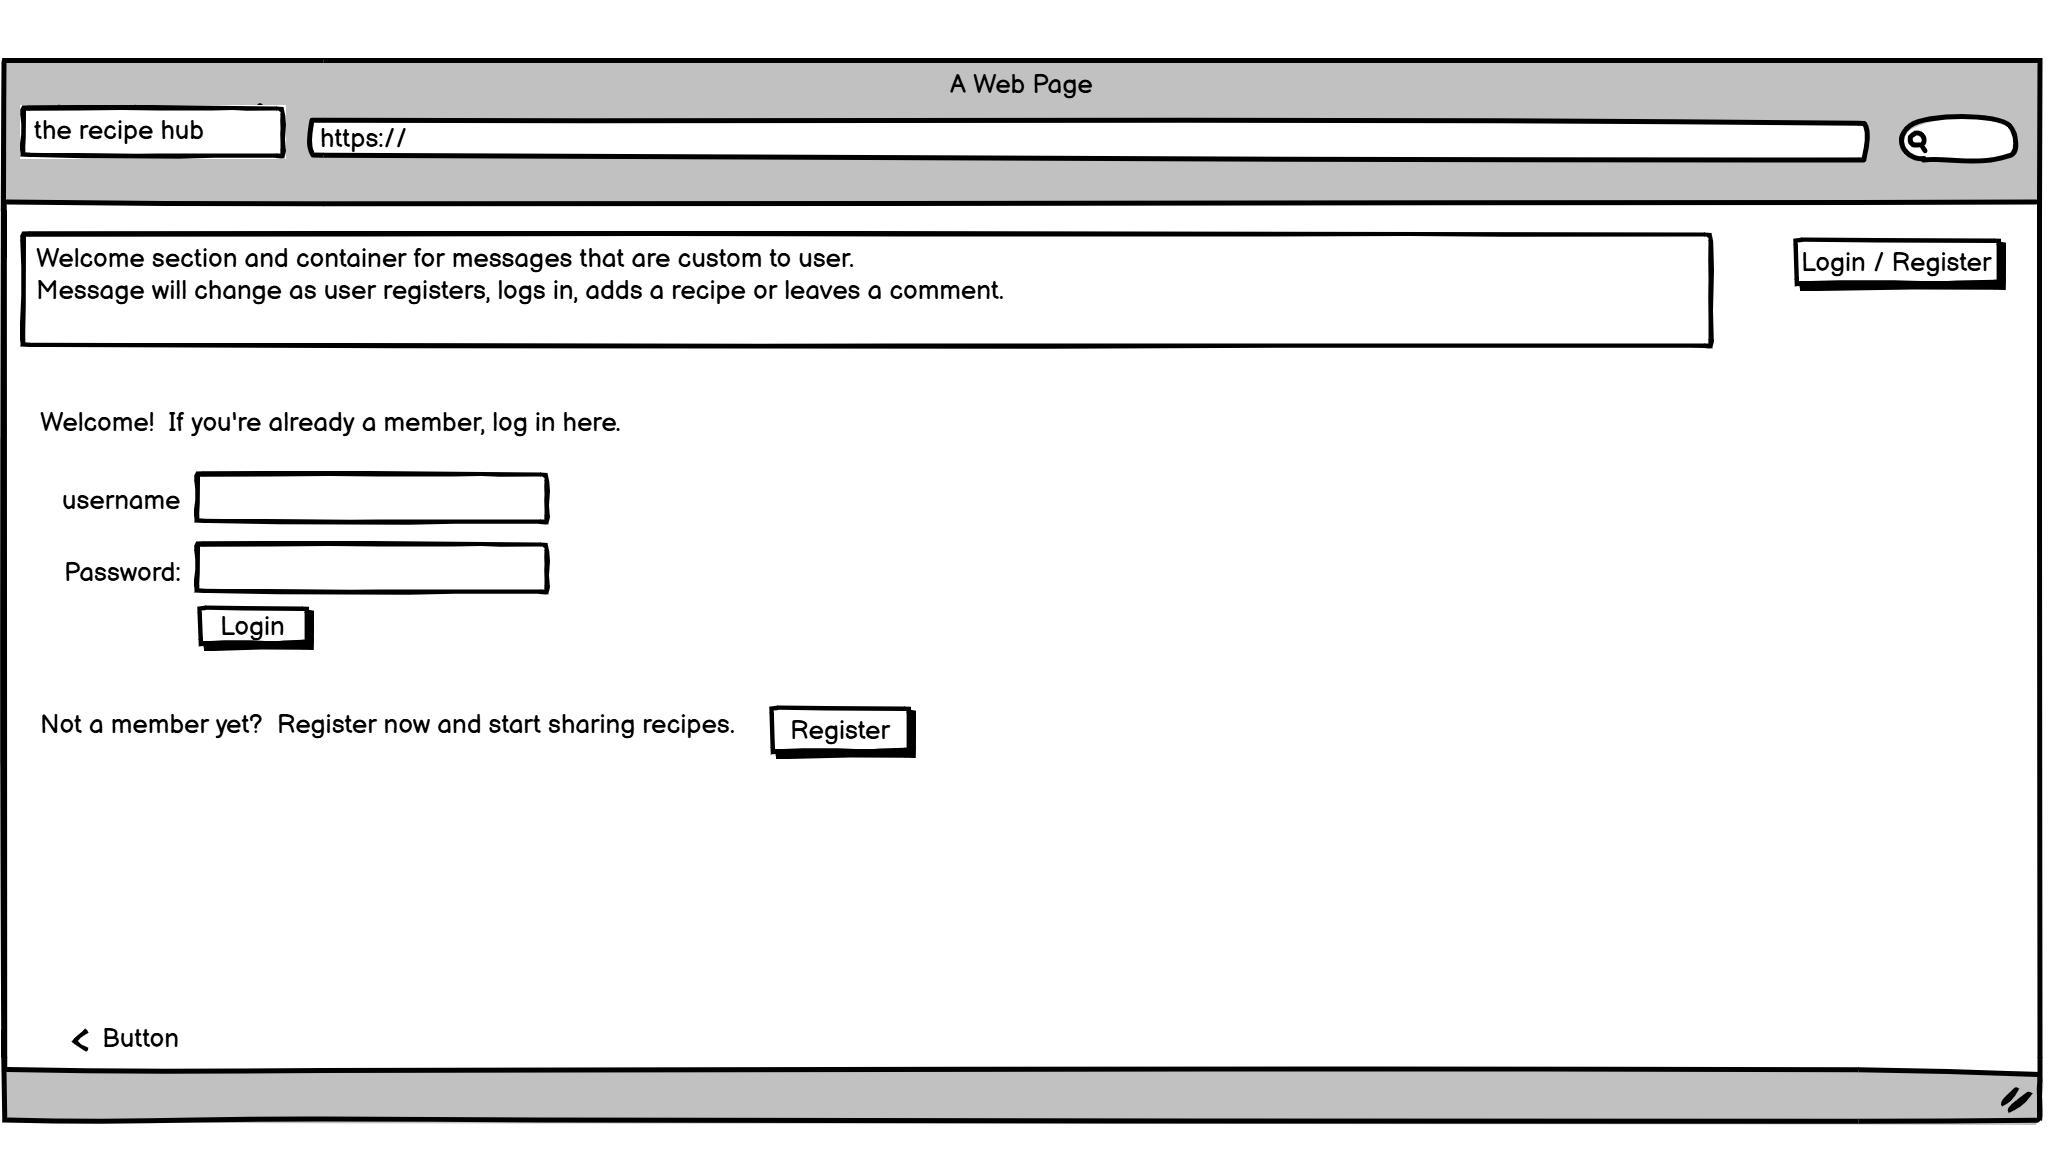 A Web Page
the recipe hub
https://
Welcome section and container for messages that are custom to user.
Message will change as user registers, logs in, adds a recipe or leaves a comment.
Login / Register
Welcome!  If you're already a member, log in here.
username
Password:
Login
Not a member yet?  Register now and start sharing recipes.
Register
Button